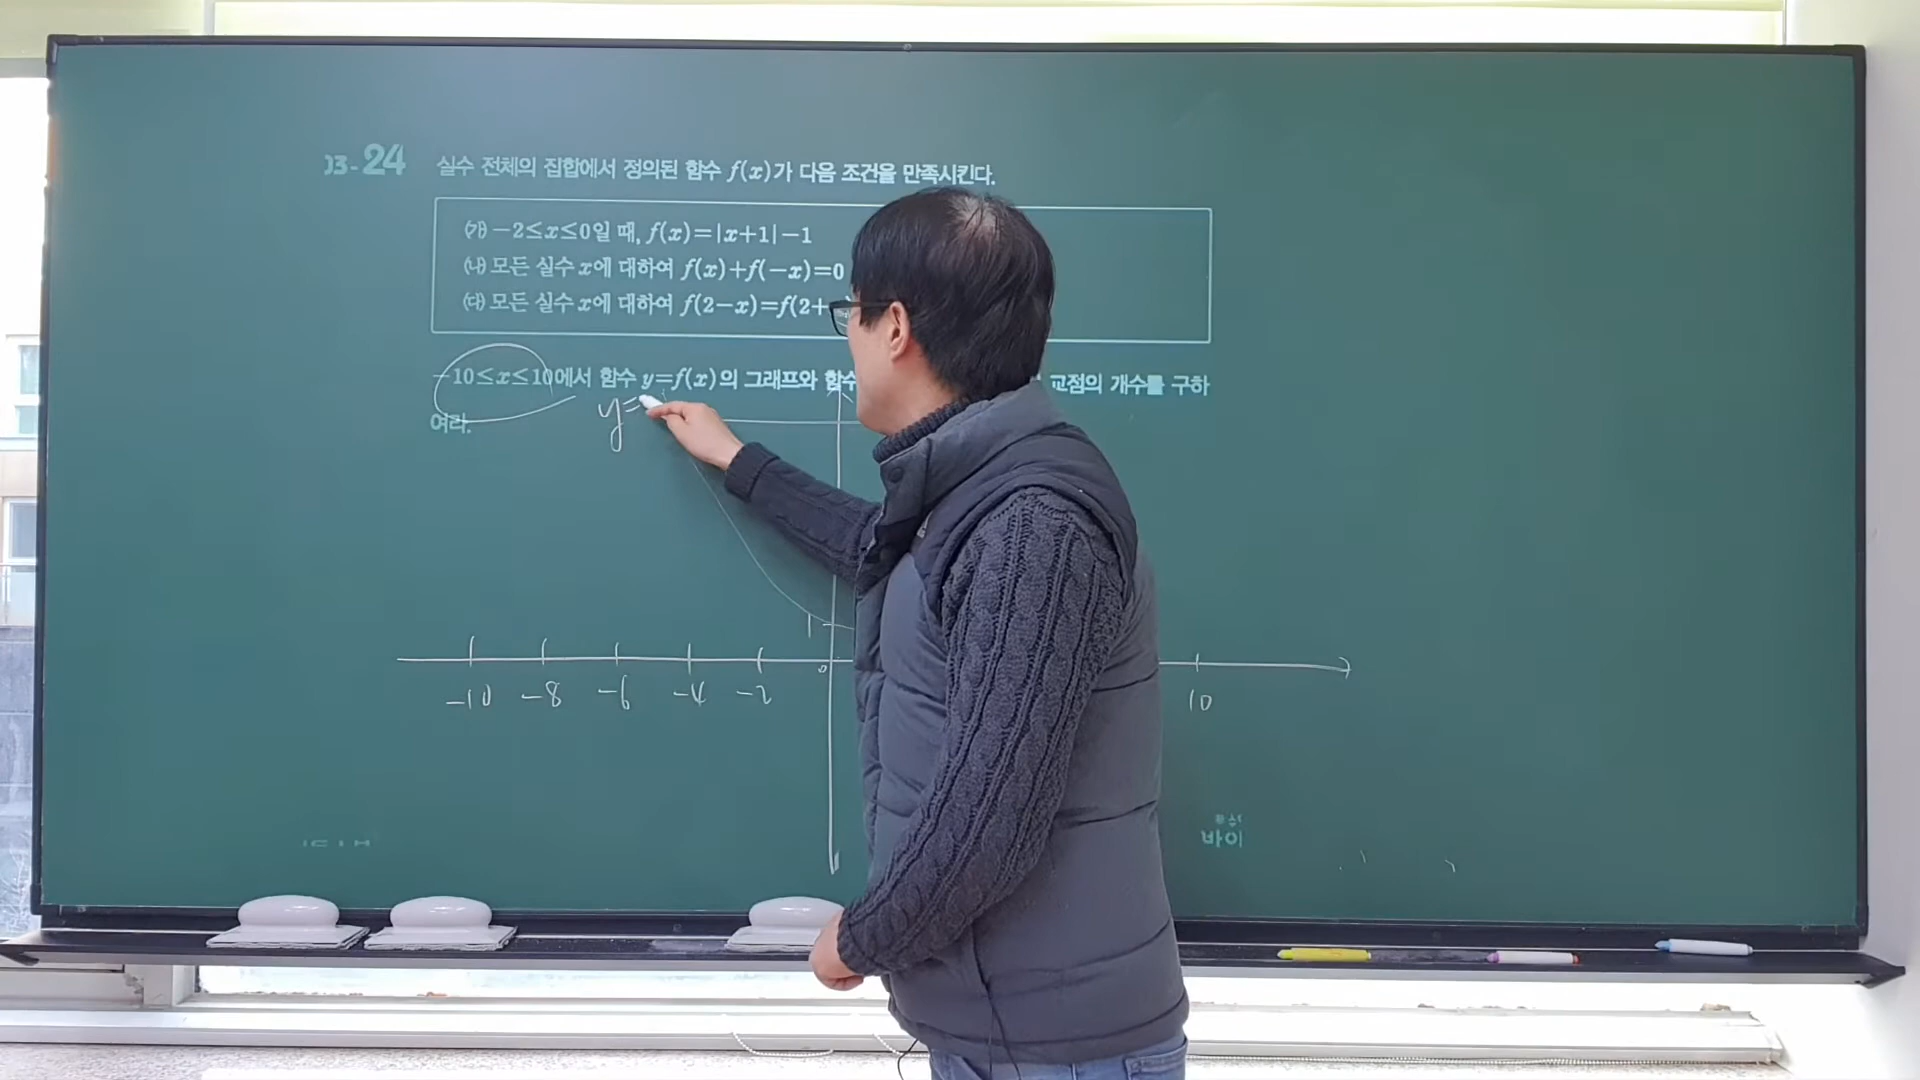 03-24 실수 전체의 집합에서 정의된 함수 f(x)가 다음 조건을 만족시킨다.
(가) -2≤x≤0일 때, f(x)=|x+1|-1
(나) 모든 실수 x에 대하여 f(x)+f(-x)=0
(다) 모든 실수 x에 대하여 f(2-x)=f(2+
-10≤x≤10에서 함수 y=f(x)의 그래프와 함수 교점의 개수를 구하
여라.
y=
1
0
-10 -8 -6 -4 -2 10
바이